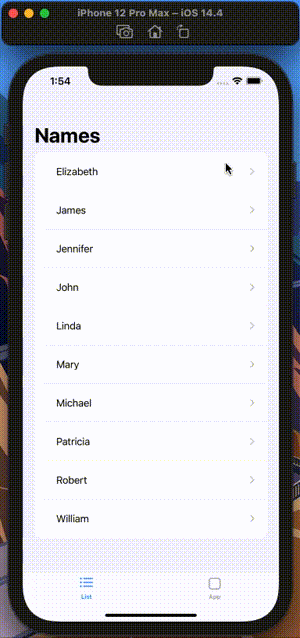 iPhone 12 Pro Max – iOS 14.4
1:54
Names
Elizabeth
James
Jennifer
John
Linda
Mary
Michael
Patricia
Robert
William
List
App